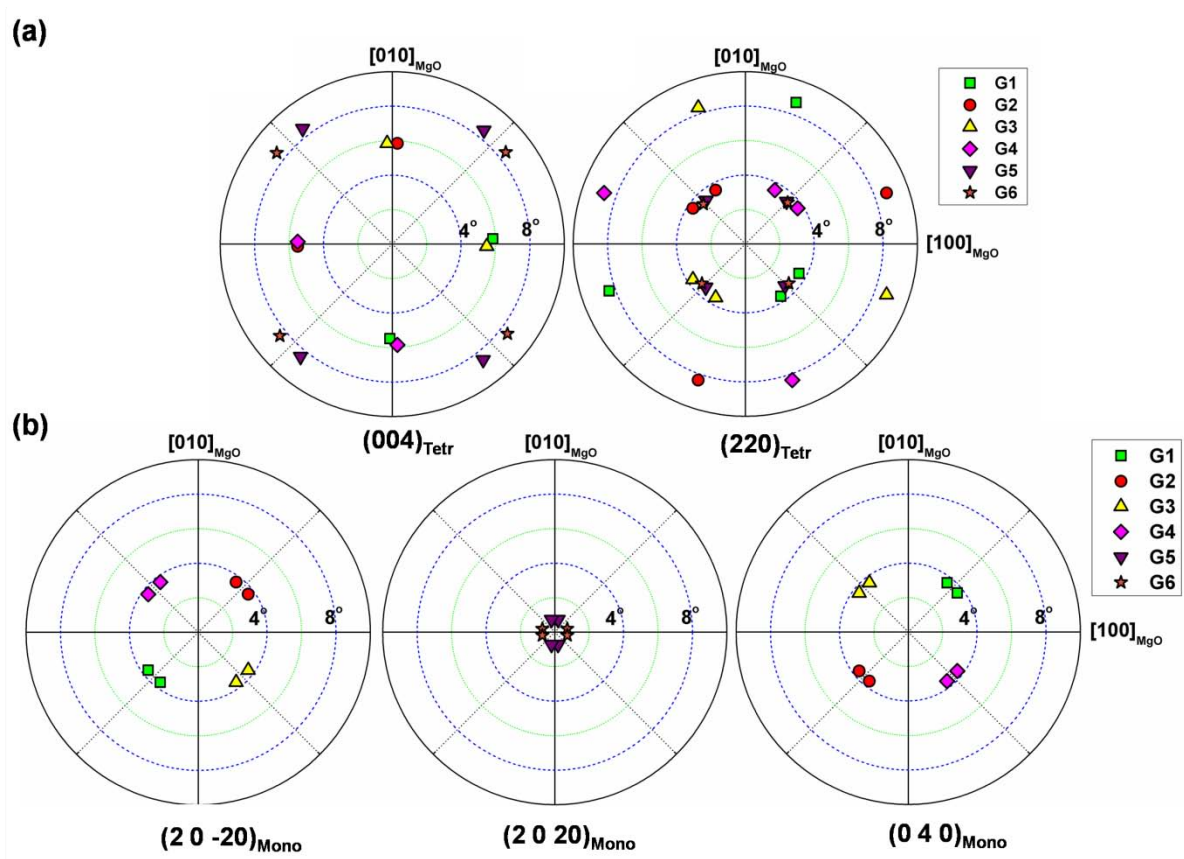 (a)
[010]MgO
[010]MgO
G1
G2
G3
G4
G5
G6
4° 8°
4° 8°
[100]MgO
(b)
(004)Tetr
(220)Tetr
[010]MgO
[010]MgO
[010]MgO
G1
G2
G3
G4
G5
G6
4° 8°
4° 8°
4° 8°
[100]MgO
(2 0 -20)Mono
(2 0 20)Mono
(0 4 0)Mono